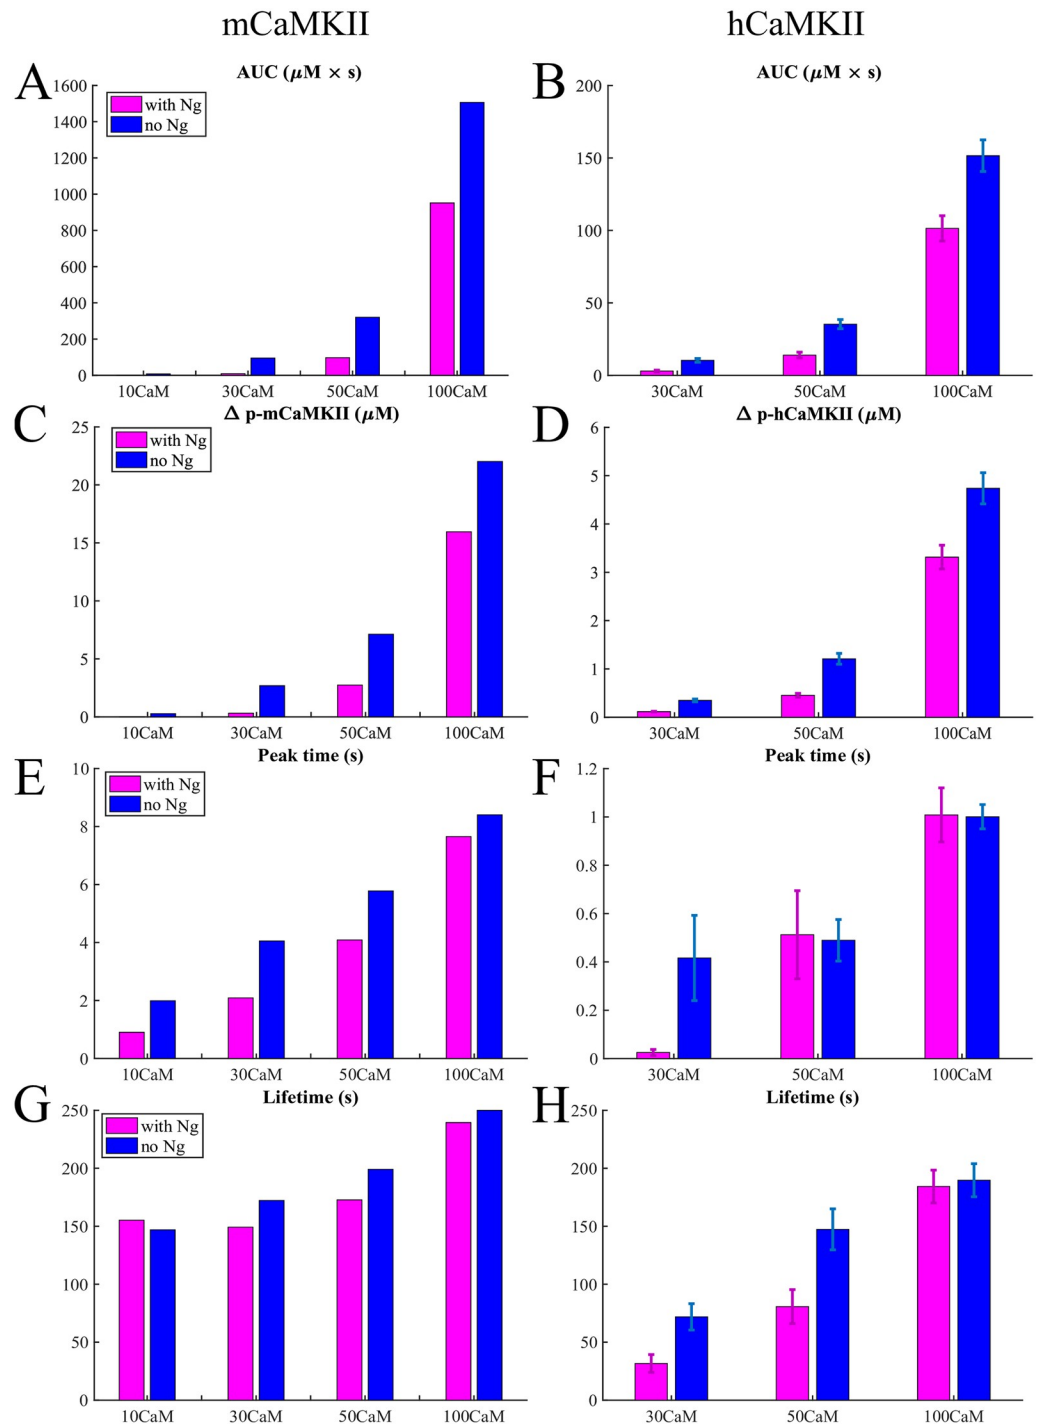 mCaMKII
hCaMKII
A
AUC (μM × s)
1600
1400
1200
1000
800
600
400
200
0
with Ng
no Ng
10CaM 30CaM 50CaM 100CaM
B
AUC (μM × s)
200
150
100
50
0
30CaM 50CaM 100CaM
C
Δ p-mCaMKII (μM)
25
20
15
10
5
0
with Ng
no Ng
10CaM 30CaM 50CaM 100CaM
D
Δ p-hCaMKII (μM)
6
5
4
3
2
1
0
30CaM 50CaM 100CaM
E
Peak time (s)
10
8
6
4
2
0
with Ng
no Ng
10CaM 30CaM 50CaM 100CaM
F
Peak time (s)
1.2
1
0.8
0.6
0.4
0.2
0
30CaM 50CaM 100CaM
G
Lifetime (s)
250
200
150
100
50
0
with Ng
no Ng
10CaM 30CaM 50CaM 100CaM
H
Lifetime (s)
250
200
150
100
50
0
30CaM 50CaM 100CaM